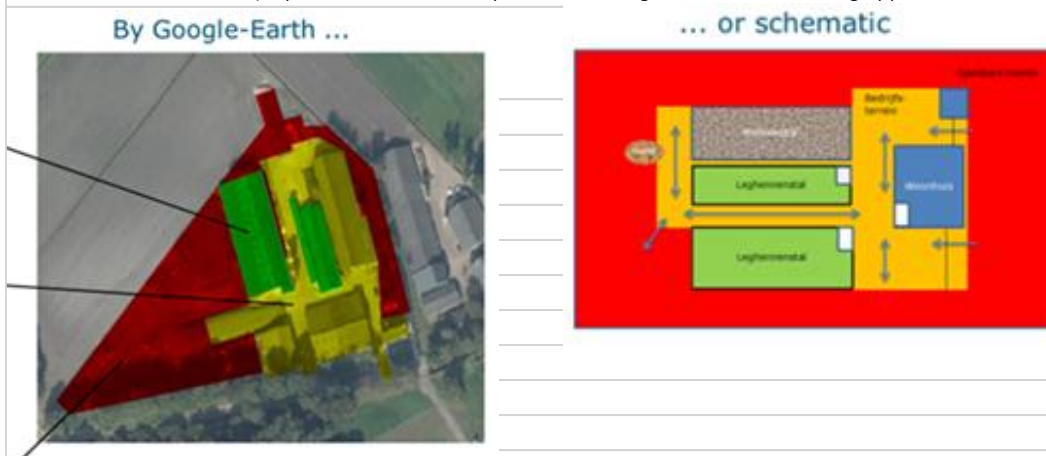 By Google-Earth ...
... or schematic
Bedrijfs-
terrein
Leghennenstal
Woonhuis
Leghennenstal